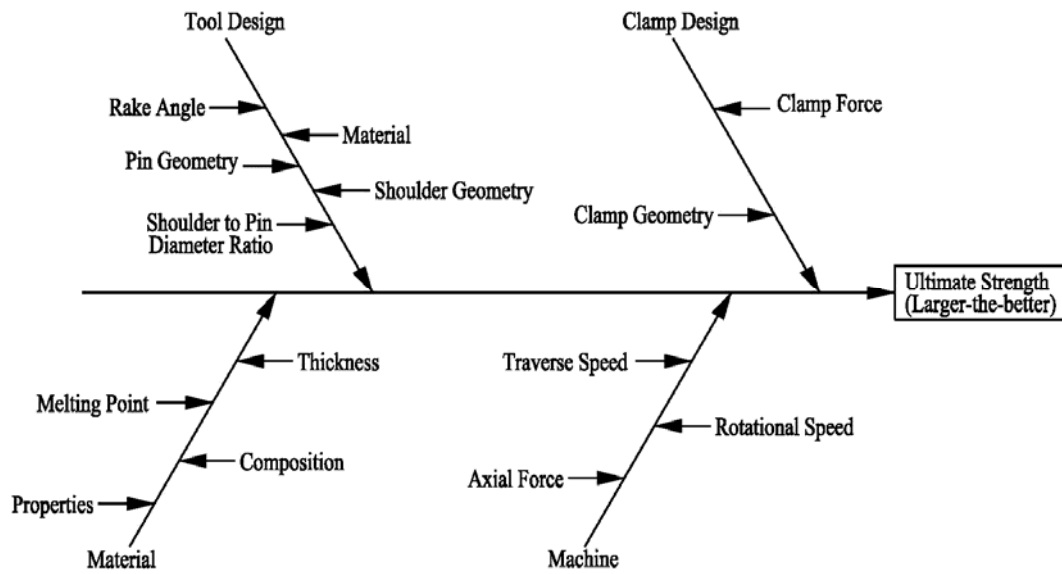 Tool Design
Clamp Design
Rake Angle
Material
Pin Geometry
Shoulder Geometry
Shoulder to Pin
Diameter Ratio
Clamp Force
Clamp Geometry
Ultimate Strength
(Larger-the-better)
Thickness
Melting Point
Composition
Properties
Material
Traverse Speed
Rotational Speed
Axial Force
Machine